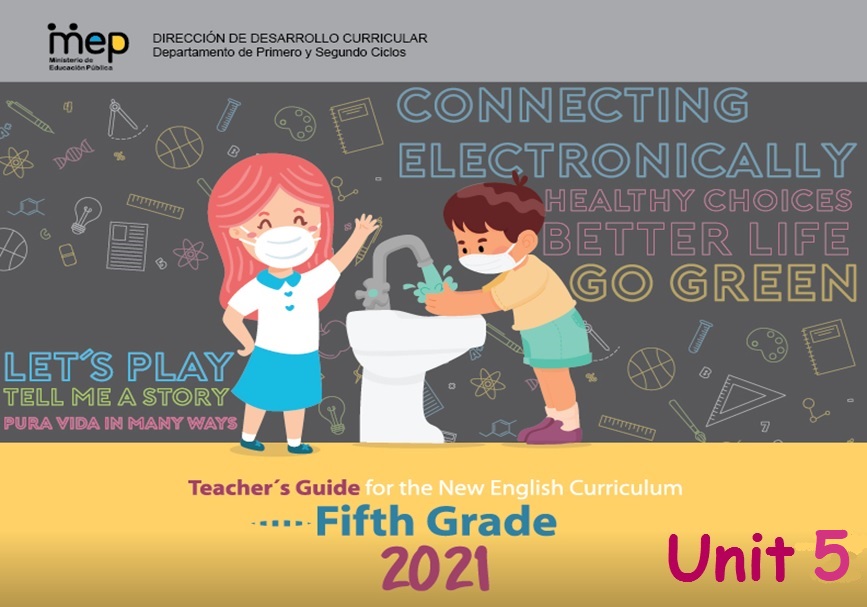 mep
Ministerio de
Educación Pública
DIRECCIÓN DE DESARROLLO CURRICULAR
Departamento de Primero y Segundo Ciclos
CONNECTING
ELECTRONICALLY
HEALTHY CHOICES
BETTER LIFE
GO GREEN
LET´S PLAY
TELL ME A STORY
PURA VIDA IN MANY WAYS
Teacher´s Guide for the New English Curriculum
Fifth Grade
2021
Unit 5